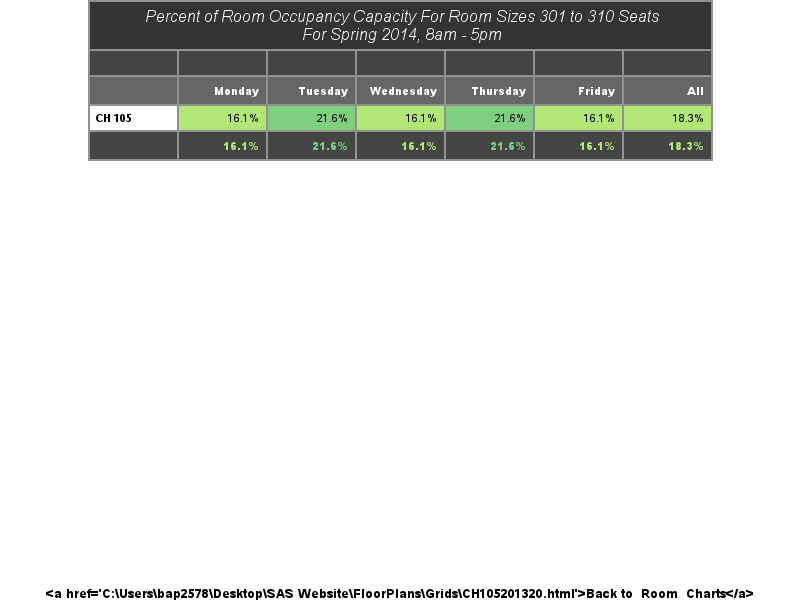 Percent of Room Occupancy Capacity For Room Sizes 301 to 310 Seats
For Spring 2014, 8am - 5pm
Monday Tuesday Wednesday Thursday Friday All
CH 105 16.1% 21.6% 16.1% 21.6% 16.1% 18.3%
16.1% 21.6% 16.1% 21.6% 16.1% 18.3%
<a href='C:\Users\bap2578\Desktop\SAS Website\FloorPlans\Grids\CH105201320.html'>Back to Room Charts</a>